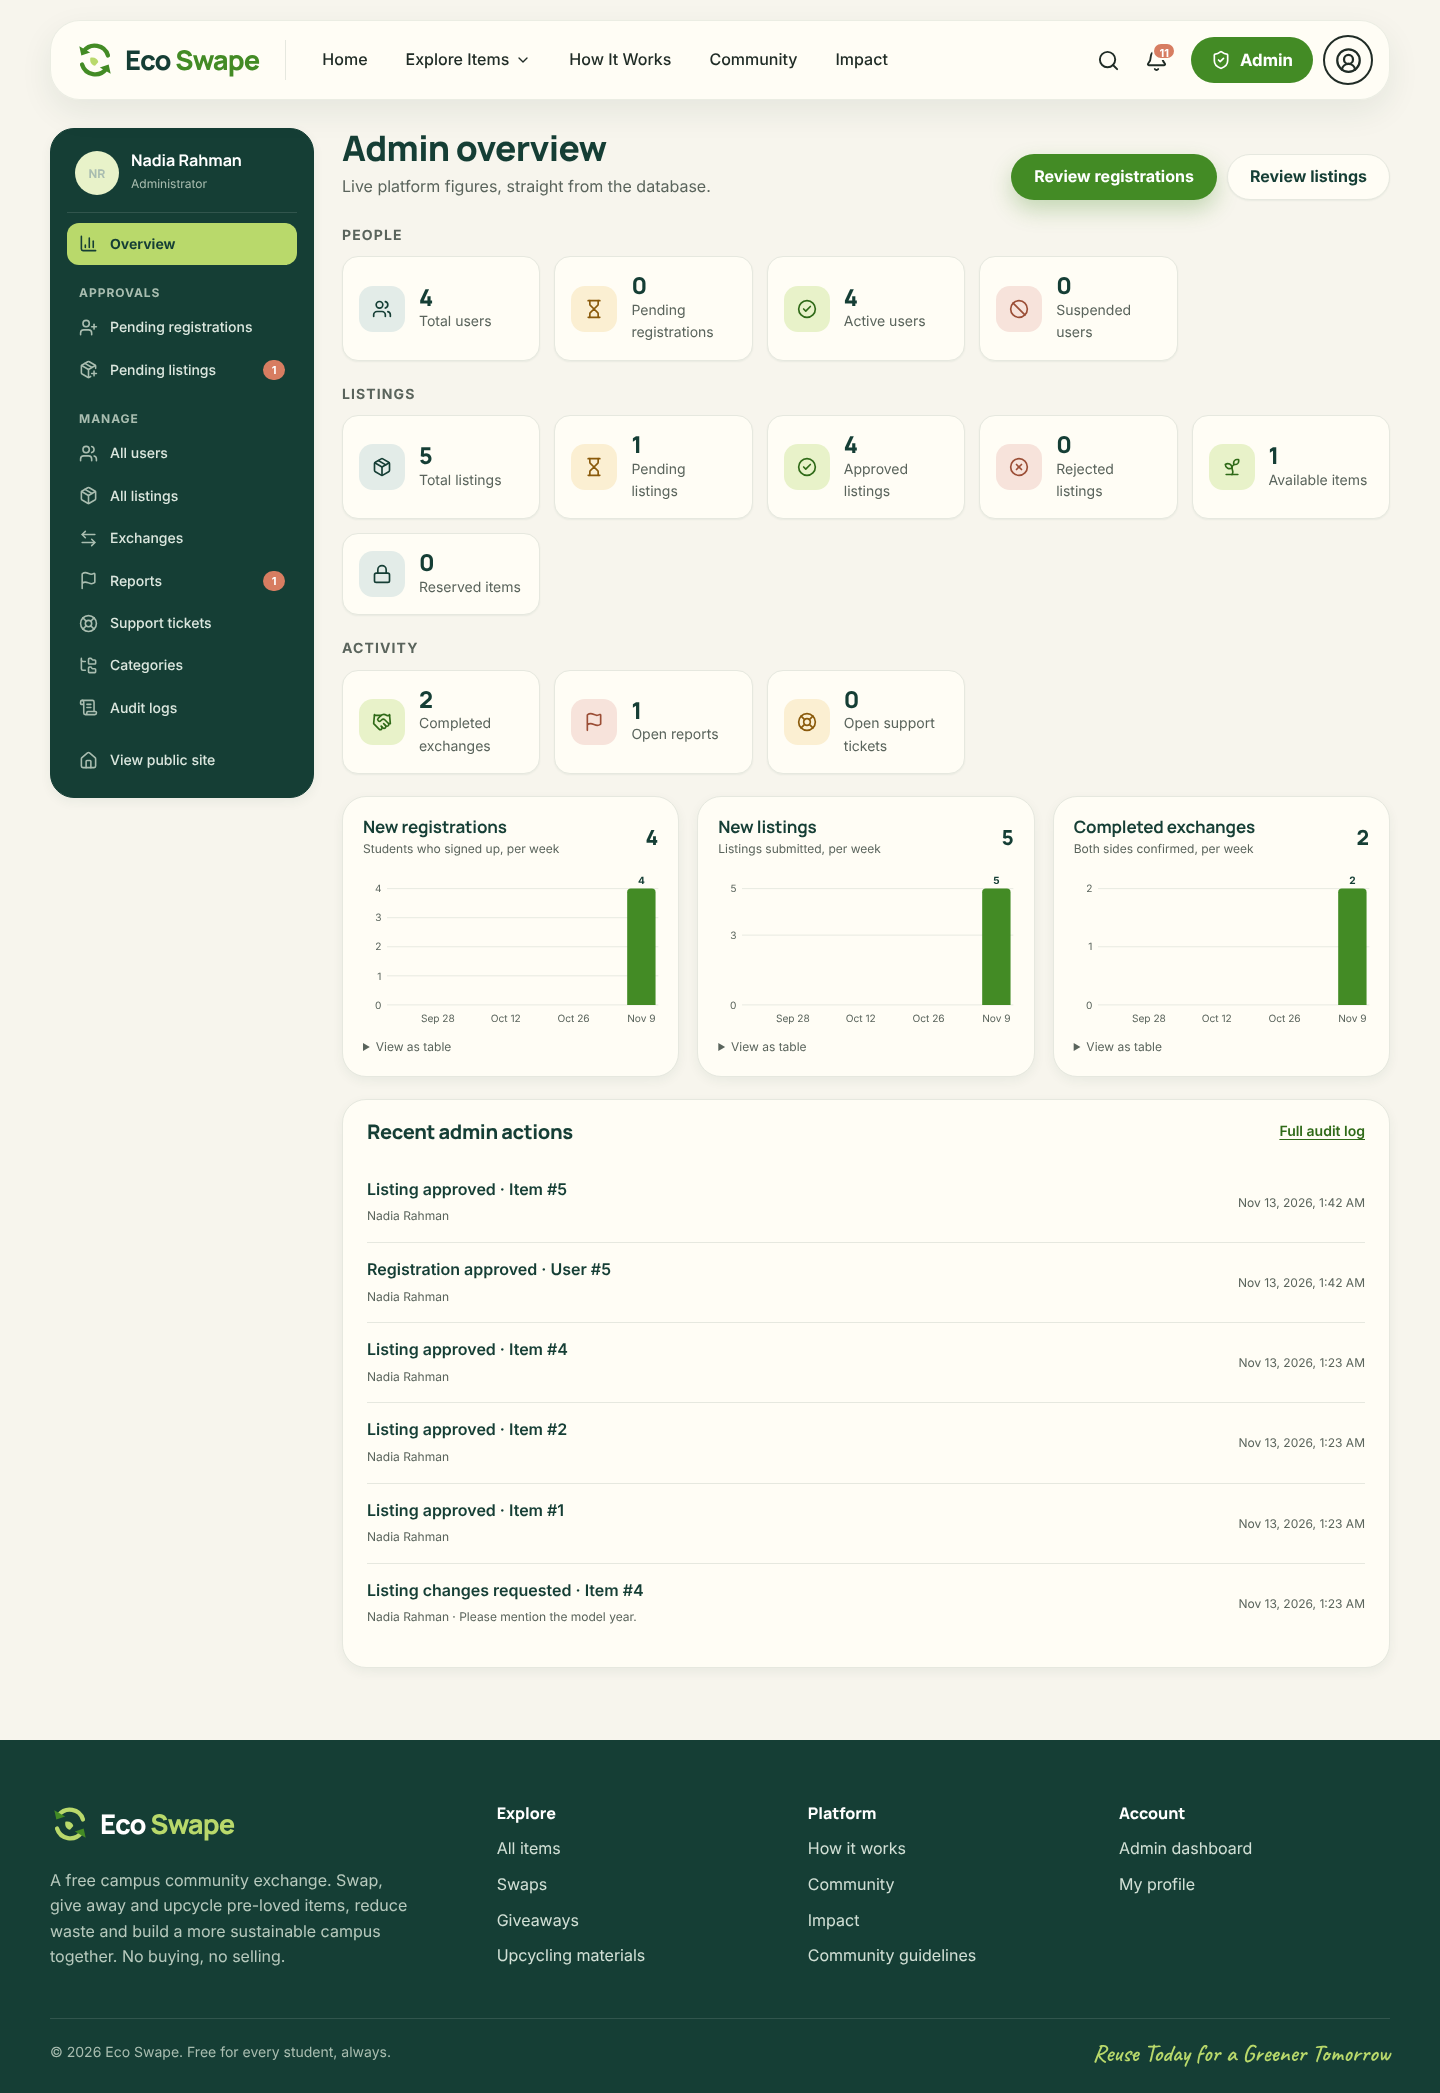 Eco Swape
Home
Explore Items
How It Works
Community
Impact
11
Admin
NR
Nadia Rahman
Administrator
Overview
APPROVALS
Pending registrations
Pending listings
1
MANAGE
All users
All listings
Exchanges
Reports
1
Support tickets
Categories
Audit logs
View public site
Admin overview
Live platform figures, straight from the database.
Review registrations
Review listings
PEOPLE
4
Total users
0
Pending
registrations
4
Active users
0
Suspended
users
LISTINGS
5
Total listings
1
Pending
listings
4
Approved
listings
0
Rejected
listings
1
Available items
0
Reserved items
ACTIVITY
2
Completed
exchanges
1
Open reports
0
Open support
tickets
New registrations
Students who signed up, per week
4
4
4
3
2
1
0
Sep 28
Oct 12
Oct 26
Nov 9
View as table
New listings
Listings submitted, per week
5
5
5
3
0
Sep 28
Oct 12
Oct 26
Nov 9
View as table
Completed exchanges
Both sides confirmed, per week
2
2
2
1
0
Sep 28
Oct 12
Oct 26
Nov 9
View as table
Recent admin actions
Full audit log
Listing approved · Item #5
Nadia Rahman
Nov 13, 2026, 1:42 AM
Registration approved · User #5
Nadia Rahman
Nov 13, 2026, 1:42 AM
Listing approved · Item #4
Nadia Rahman
Nov 13, 2026, 1:23 AM
Listing approved · Item #2
Nadia Rahman
Nov 13, 2026, 1:23 AM
Listing approved · Item #1
Nadia Rahman
Nov 13, 2026, 1:23 AM
Listing changes requested · Item #4
Nadia Rahman · Please mention the model year.
Nov 13, 2026, 1:23 AM
Eco Swape
A free campus community exchange. Swap,
give away and upcycle pre-loved items, reduce
waste and build a more sustainable campus
together. No buying, no selling.
Explore
All items
Swaps
Giveaways
Upcycling materials
Platform
How it works
Community
Impact
Community guidelines
Account
Admin dashboard
My profile
© 2026 Eco Swape. Free for every student, always.
Reuse Today for a Greener Tomorrow